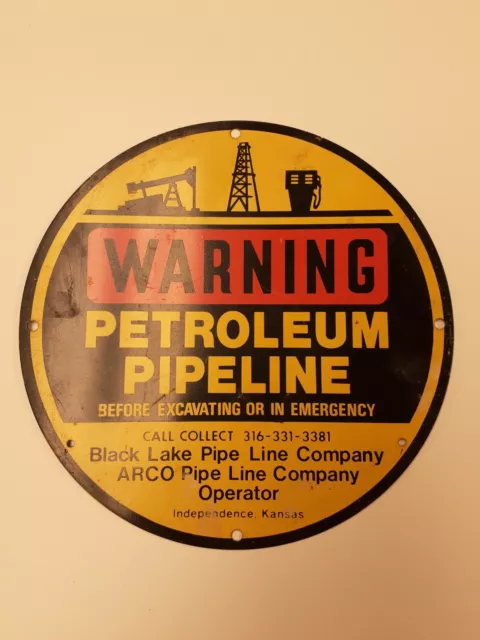 WARNING
PETROLEUM
PIPELINE
BEFORE EXCAVATING OR IN EMERGENCY
CALL COLLECT 316-331-3381
Black Lake Pipe Line Company
ARCO Pipe Line Company
Operator
Independence, Kansas